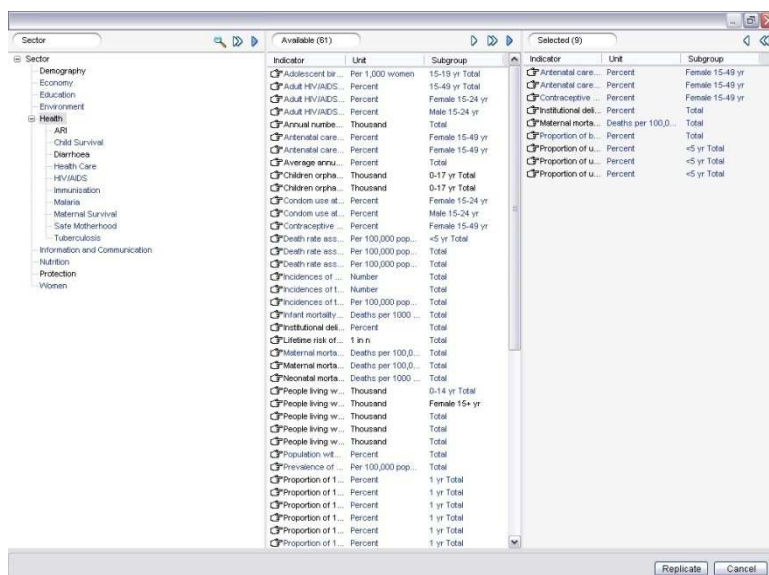 Sector
Sector
Demography
Economy
Education
Environment
Health
ARI
Child Survival
Diarrhoea
Health Care
HIV/AIDS
Immunisation
Malaria
Maternal Survival
Safe Motherhood
Tuberculosis
Information and Communication
Nutrition
Protection
Women
Available (61)
Indicator Unit Subgroup
Adolescent bir... Per 1,000 women 15-19 yr Total
Adult HIV/AIDS... Percent 15-49 yr Total
Adult HIV/AIDS... Percent Female 15-24 yr
Adult HIV/AIDS... Percent Male 15-24 yr
Annual numbe... Thousand Total
Antenatal care... Percent Female 15-49 yr
Antenatal care... Percent Female 15-49 yr
Average annu... Percent Total
Children orpha... Thousand 0-17 yr Total
Children orpha... Thousand 0-17 yr Total
Condom use at... Percent Female 15-24 yr
Condom use at... Percent Male 15-24 yr
Contraceptive ... Percent Female 15-49 yr
Death rate ass... Per 100,000 pop... <5 yr Total
Death rate ass... Per 100,000 pop... Total
Death rate ass... Per 100,000 pop... Total
Incidences of ... Number Total
Incidences of t... Number Total
Incidences of t... Per 100,000 pop... Total
Infant mortality... Deaths per 1000 ... Total
Institutional deli... Percent Total
Lifetime risk of... 1 in n Total
Maternal morta... Deaths per 100,0... Total
Maternal morta... Deaths per 100,0... Total
Neonatal morta... Deaths per 1000 ... Total
People living w... Thousand 0-14 yr Total
People living w... Thousand Female 15+ yr
People living w... Thousand Total
People living w... Thousand Total
People living w... Thousand Total
Population wit... Percent Total
Prevalence of ... Per 100,000 pop... Total
Proportion of 1... Percent 1 yr Total
Proportion of 1... Percent 1 yr Total
Proportion of 1... Percent 1 yr Total
Proportion of 1... Percent 1 yr Total
Proportion of 1... Percent 1 yr Total
Proportion of 1... Percent 1 yr Total
Selected (9)
Indicator Unit Subgroup
Antenatal care... Percent Female 15-49 yr
Antenatal care... Percent Female 15-49 yr
Contraceptive ... Percent Female 15-49 yr
Institutional deli... Percent Total
Maternal morta... Deaths per 100,0... Total
Proportion of b... Percent Total
Proportion of u... Percent <5 yr Total
Proportion of u... Percent <5 yr Total
Proportion of u... Percent <5 yr Total
Replicate Cancel